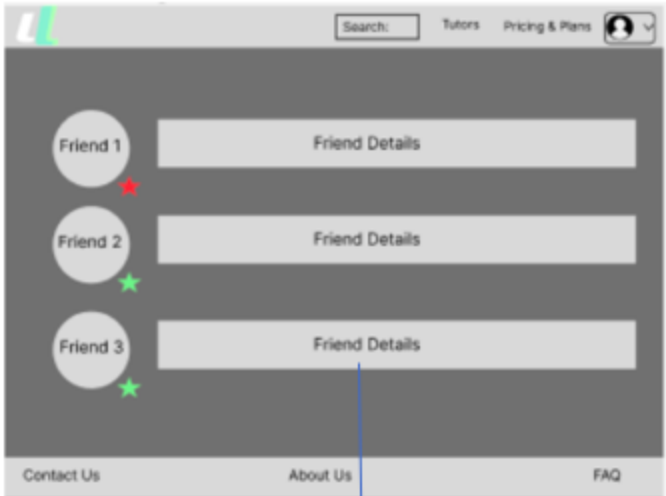 Search: Tutors Pricing & Plans
Friend 1 Friend Details
Friend 2 Friend Details
Friend 3 Friend Details
Contact Us About Us FAQ